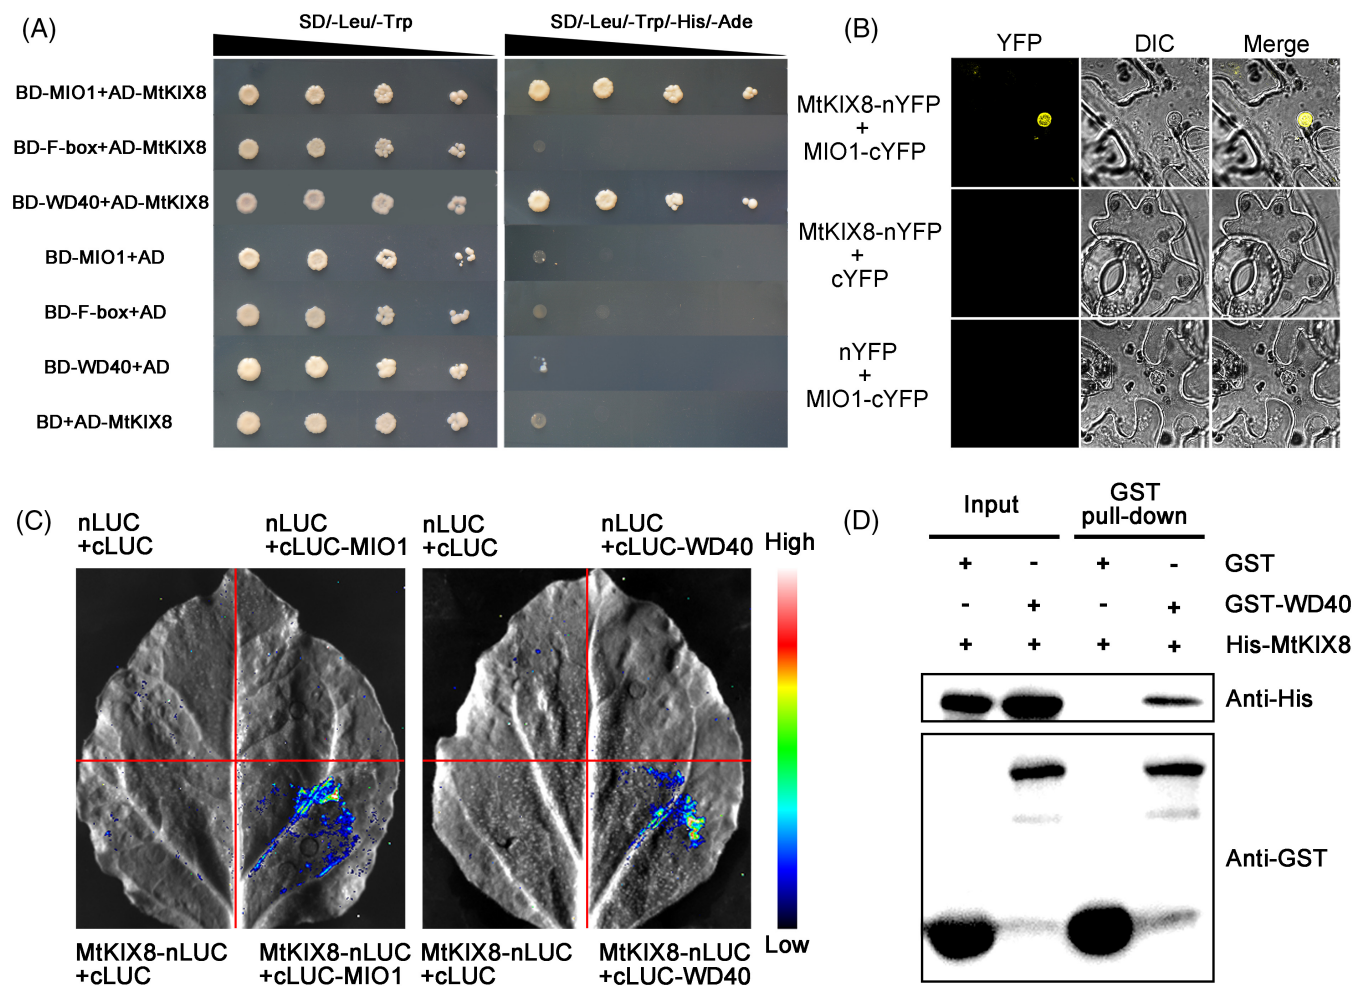 (A)
SD/-Leu/-Trp
SD/-Leu/-Trp/-His/-Ade
BD-MIO1+AD-MtKIX8
BD-F-box+AD-MtKIX8
BD-WD40+AD-MtKIX8
BD-MIO1+AD
BD-F-box+AD
BD-WD40+AD
BD+AD-MtKIX8
(B)
YFP
DIC
Merge
MtKIX8-nYFP
+
MIO1-cYFP
MtKIX8-nYFP
+
cYFP
nYFP
+
MIO1-cYFP
(C)
nLUC
+cLUC
nLUC
+cLUC-MIO1
nLUC
+cLUC
nLUC
+cLUC-WD40
High
Low
MtKIX8-nLUC
+cLUC
MtKIX8-nLUC
+cLUC-MIO1
MtKIX8-nLUC
+cLUC
MtKIX8-nLUC
+cLUC-WD40
(D)
Input
GST
pull-down
+ - + - GST
- + - + GST-WD40
+ + + + His-MtKIX8
Anti-His
Anti-GST